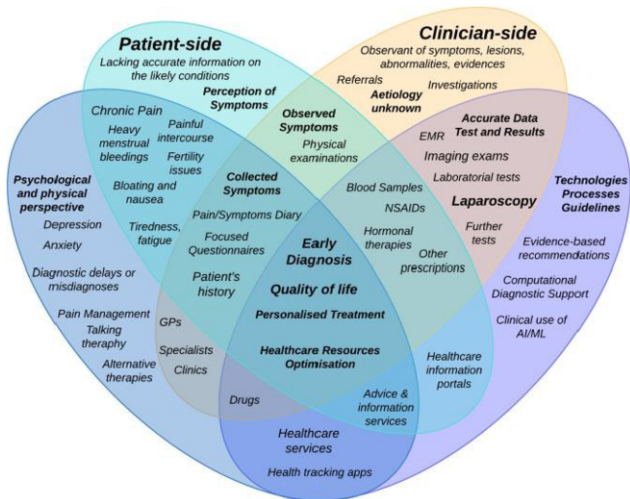 Patient-side
Lacking accurate information on
the likely conditions
Perception of
Symptoms
Clinician-side
Observant of symptoms, lesions,
abnormalities, evidences
Referrals
Investigations
Aetiology
unknown
Observed
Symptoms
Physical
examinations
Chronic Pain
Heavy
menstrual
bleedings
Painful
intercourse
Fertility
issues
Bloating and
nausea
Tiredness,
fatigue
Accurate Data
Test and Results
EMR
Imaging exams
Laboratorial tests
Laparoscopy
Further
tests
Psychological
and physical
perspective
Depression
Anxiety
Diagnostic delays or
misdiagnoses
Pain Management
Talking
theraphy
Alternative
therapies
Collected
Symptoms
Pain/Symptoms Diary
Focused
Questionnaires
Patient's
history
Blood Samples
NSAIDs
Hormonal
therapies
Other
prescriptions
Technologies
Processes
Guidelines
Evidence-based
recommendations
Computational
Diagnostic Support
Clinical use of
AI/ML
Early
Diagnosis
Quality of life
Personalised Treatment
Healthcare Resources
Optimisation
GPs
Specialists
Clinics
Drugs
Healthcare
information
portals
Advice &
information
services
Healthcare
services
Health tracking apps